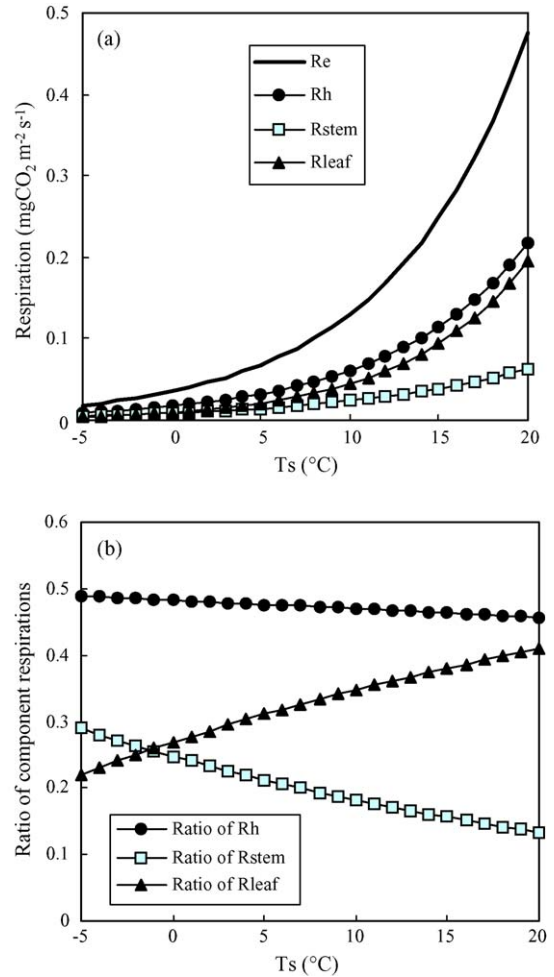 0.5
(a)
Re
Rh
Rstem
Rleaf
0.4
0.3
0.2
0.1
0
Respiration (mgCO₂ m⁻² s⁻¹)
-5 0 5 10 15 20
Ts (°C)
0.6
(b)
0.5
0.4
0.3
0.2
0.1
0
Ratio of component respirations
Ratio of Rh
Ratio of Rstem
Ratio of Rleaf
-5 0 5 10 15 20
Ts (°C)